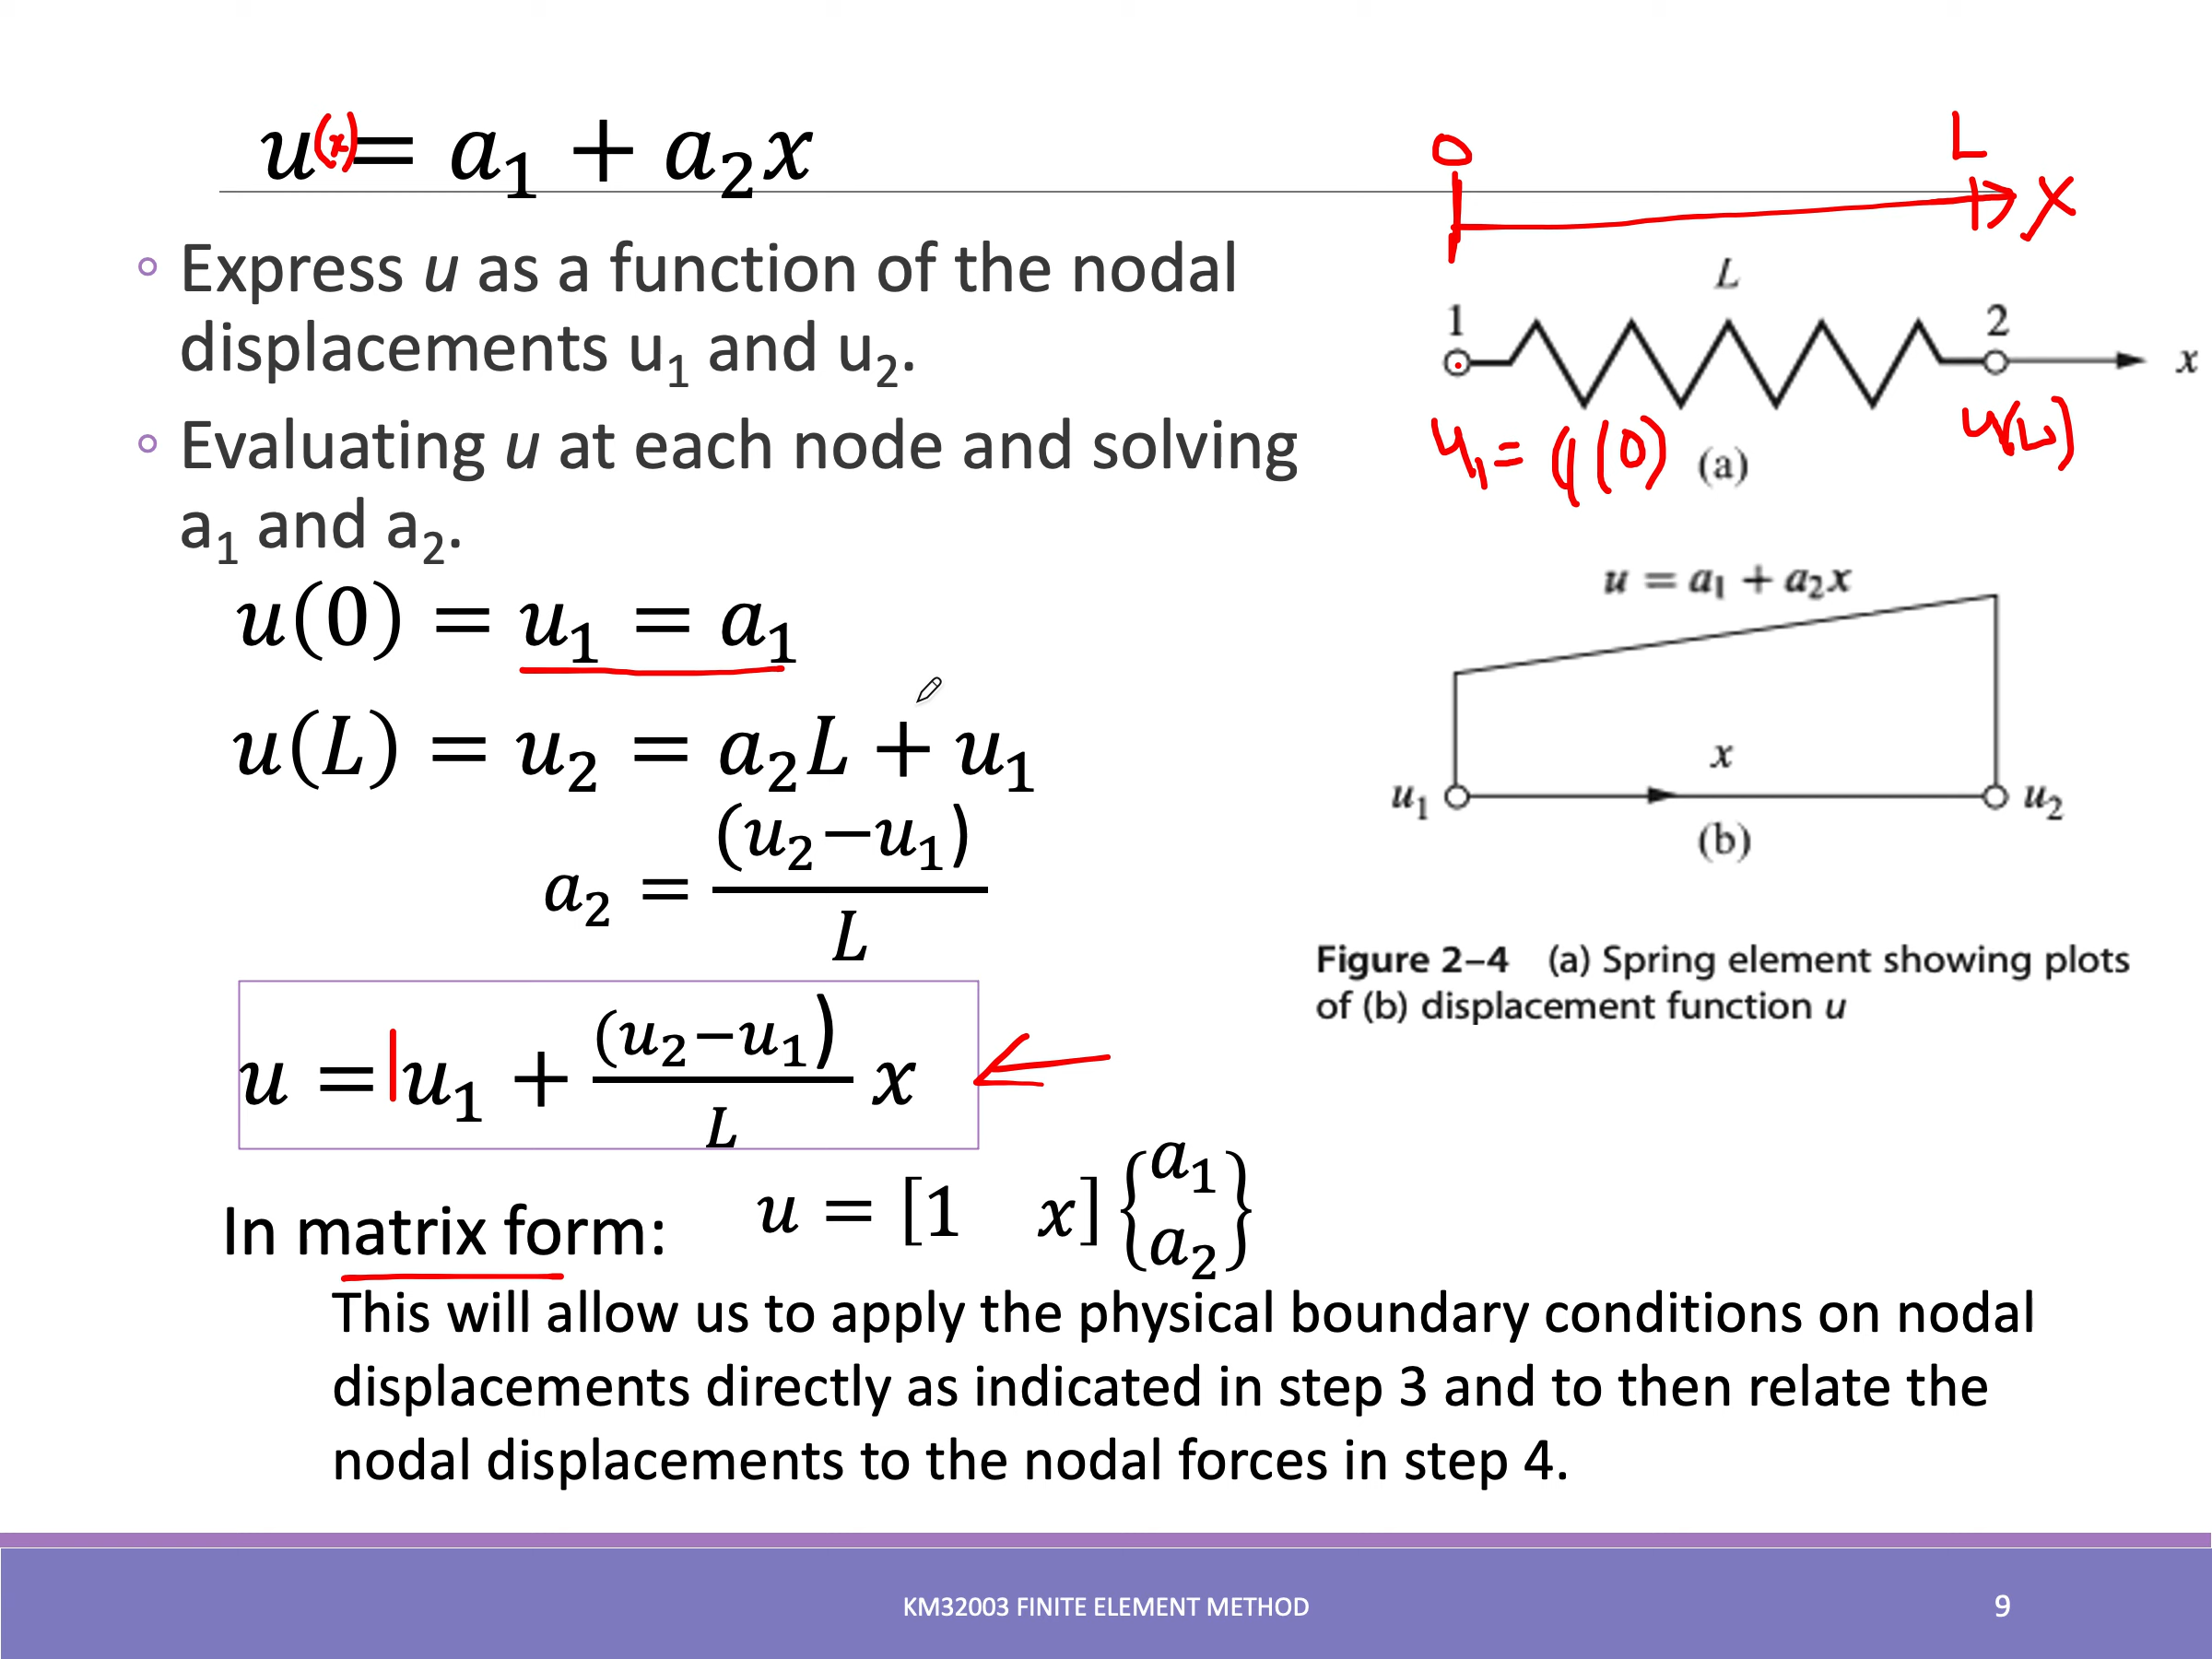 u(x) = a₁ + a₂x
Express u as a function of the nodal
displacements u₁ and u₂.
Evaluating u at each node and solving
a₁ and a₂.
u(0) = u₁ = a₁
u(L) = u₂ = a₂L + u₁
a₂ = (u₂−u₁)/L
u = u₁ + (u₂−u₁)/L x
In matrix form: u = [1 x]{a₁ a₂}
This will allow us to apply the physical boundary conditions on nodal
displacements directly as indicated in step 3 and to then relate the
nodal displacements to the nodal forces in step 4.
0 L
x
L
1 2
x
u₁ = u(0) u(L)
(a)
u = a₁ + a₂x
x
u₁ u₂
(b)
Figure 2–4 (a) Spring element showing plots
of (b) displacement function u
KM32003 FINITE ELEMENT METHOD
9